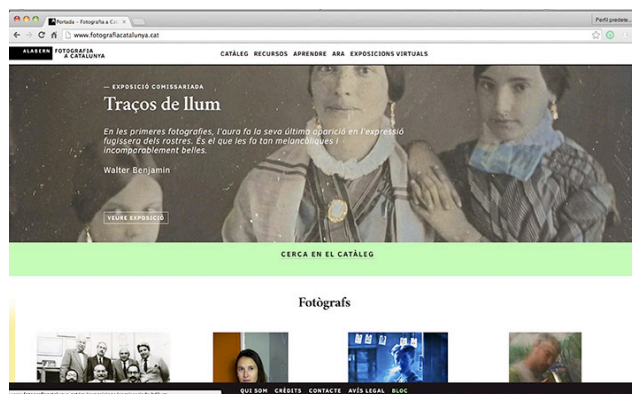 Portada – Fotografia a Cat
Perfil predete...
www.fotografiacatalunya.cat
ALABERN FOTOGRAFIA
A CATALUNYA
CATÀLEG RECURSOS APRENDRE ARA EXPOSICIONS VIRTUALS
— EXPOSICIÓ COMISSARIADA
Traços de llum
En les primeres fotografies, l'aura fa la seva última aparició en l'expressió
fugissera dels rostres. És el que les fa tan melancòliques i
incomparablement belles.
Walter Benjamin
VEURE EXPOSICIÓ
CERCA EN EL CATÀLEG
Fotògrafs
QUI SOM CRÈDITS CONTACTE AVÍS LEGAL BLOC